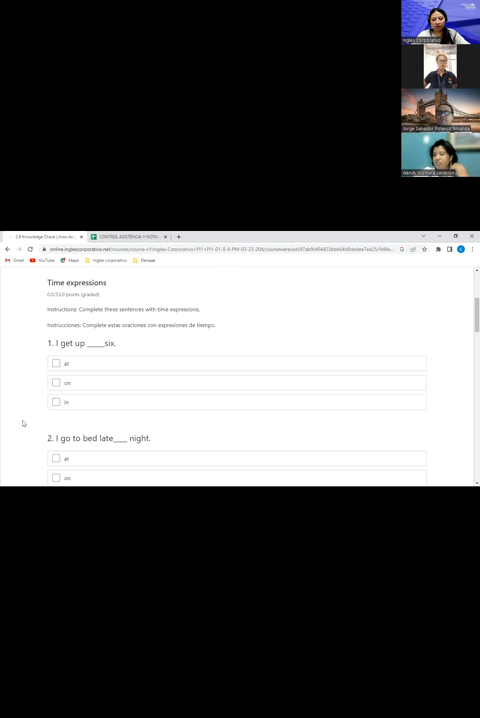 Ingles Corporativo
Jorge Salvador Polanco Miranda
Wendy Xiomara calderon
2.9 Knowledge Check | How do
CONTROL ASISTENCIA Y NOTAS
Gmail
YouTube
Maps
Ingles corporativo
Elenaaa
Time expressions
0.0/33.0 points (graded)
Instructions: Complete these sentences with time expressions.
Instrucciones: Complete estas oraciones con expresiones de tiempo.
1. I get up _____six.
at
on
in
2. I go to bed late____ night.
at
on